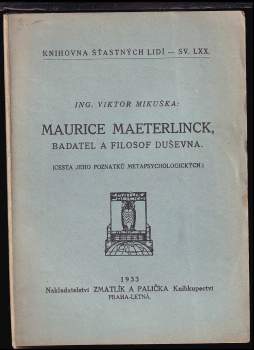 KNIHOVNA ŠŤASTNÝCH LIDÍ — SV. LXX.
ING. VIKTOR MIKUŠKA:
MAURICE MAETERLINCK,
BADATEL A FILOSOF DUŠEVNA.
(CESTA JEHO POZNATKŮ METAPSYCHOLOGICKÝCH.)
1933
Nakladatelství ZMATLÍK A PALIČKA Knihkupectví
PRAHA-LETNÁ.